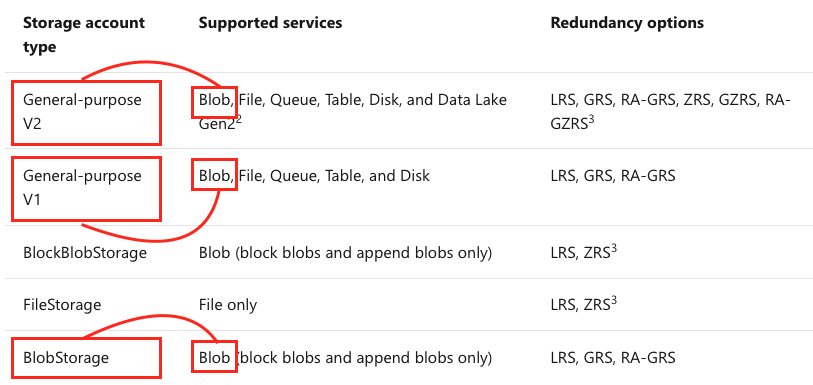 Storage account type Supported services Redundancy options
General-purpose V2 Blob, File, Queue, Table, Disk, and Data Lake Gen2² LRS, GRS, RA-GRS, ZRS, GZRS, RA-GZRS³
General-purpose V1 Blob, File, Queue, Table, and Disk LRS, GRS, RA-GRS
BlockBlobStorage Blob (block blobs and append blobs only) LRS, ZRS³
FileStorage File only LRS, ZRS³
BlobStorage Blob (block blobs and append blobs only) LRS, GRS, RA-GRS